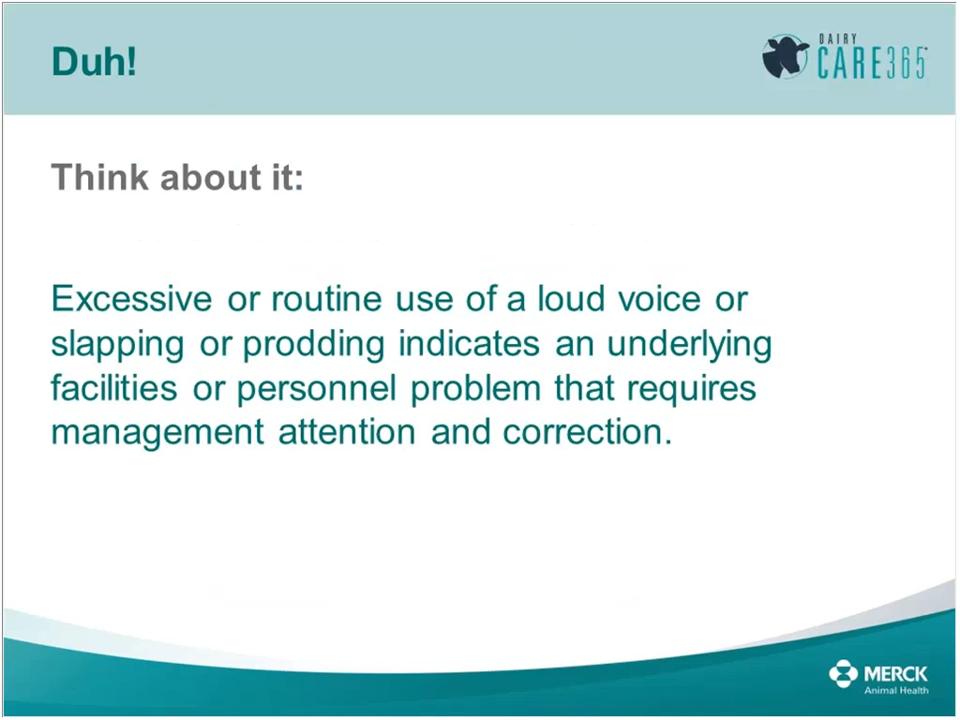 Duh!
DAIRY
CARE365™
Think about it:
Excessive or routine use of a loud voice or
slapping or prodding indicates an underlying
facilities or personnel problem that requires
management attention and correction.
MERCK
Animal Health